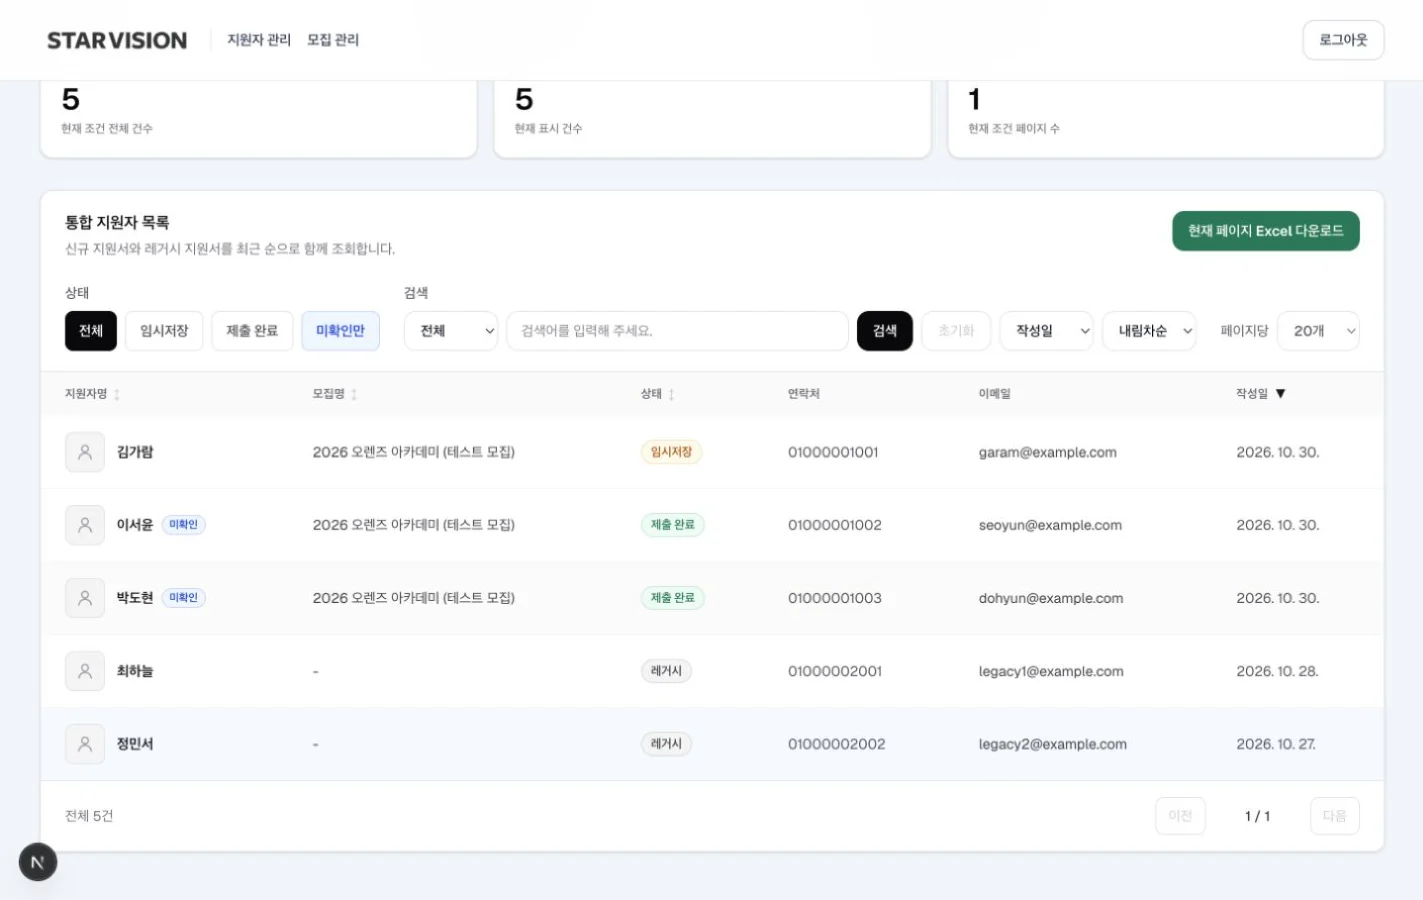 STARVISION 지원자 관리 모집 관리 로그아웃
5 5 1
현재 조건 전체 건수 현재 표시 건수 현재 조건 페이지 수
통합 지원자 목록
신규 지원서와 레거시 지원서를 최근 순으로 함께 조회합니다.
현재 페이지 Excel 다운로드
상태 검색
전체 임시저장 제출 완료 미확인만 전체 검색어를 입력해 주세요. 검색 초기화 작성일 내림차순 페이지당 20개
지원자명 모집명 상태 연락처 이메일 작성일 ▼
김가람 2026 오렌즈 아카데미 (테스트 모집) 임시저장 01000001001 garam@example.com 2026. 10. 30.
이서윤 미확인 2026 오렌즈 아카데미 (테스트 모집) 제출 완료 01000001002 seoyun@example.com 2026. 10. 30.
박도현 미확인 2026 오렌즈 아카데미 (테스트 모집) 제출 완료 01000001003 dohyun@example.com 2026. 10. 30.
최하늘 - 레거시 01000002001 legacy1@example.com 2026. 10. 28.
정민서 - 레거시 01000002002 legacy2@example.com 2026. 10. 27.
전체 5건 이전 1 / 1 다음
N